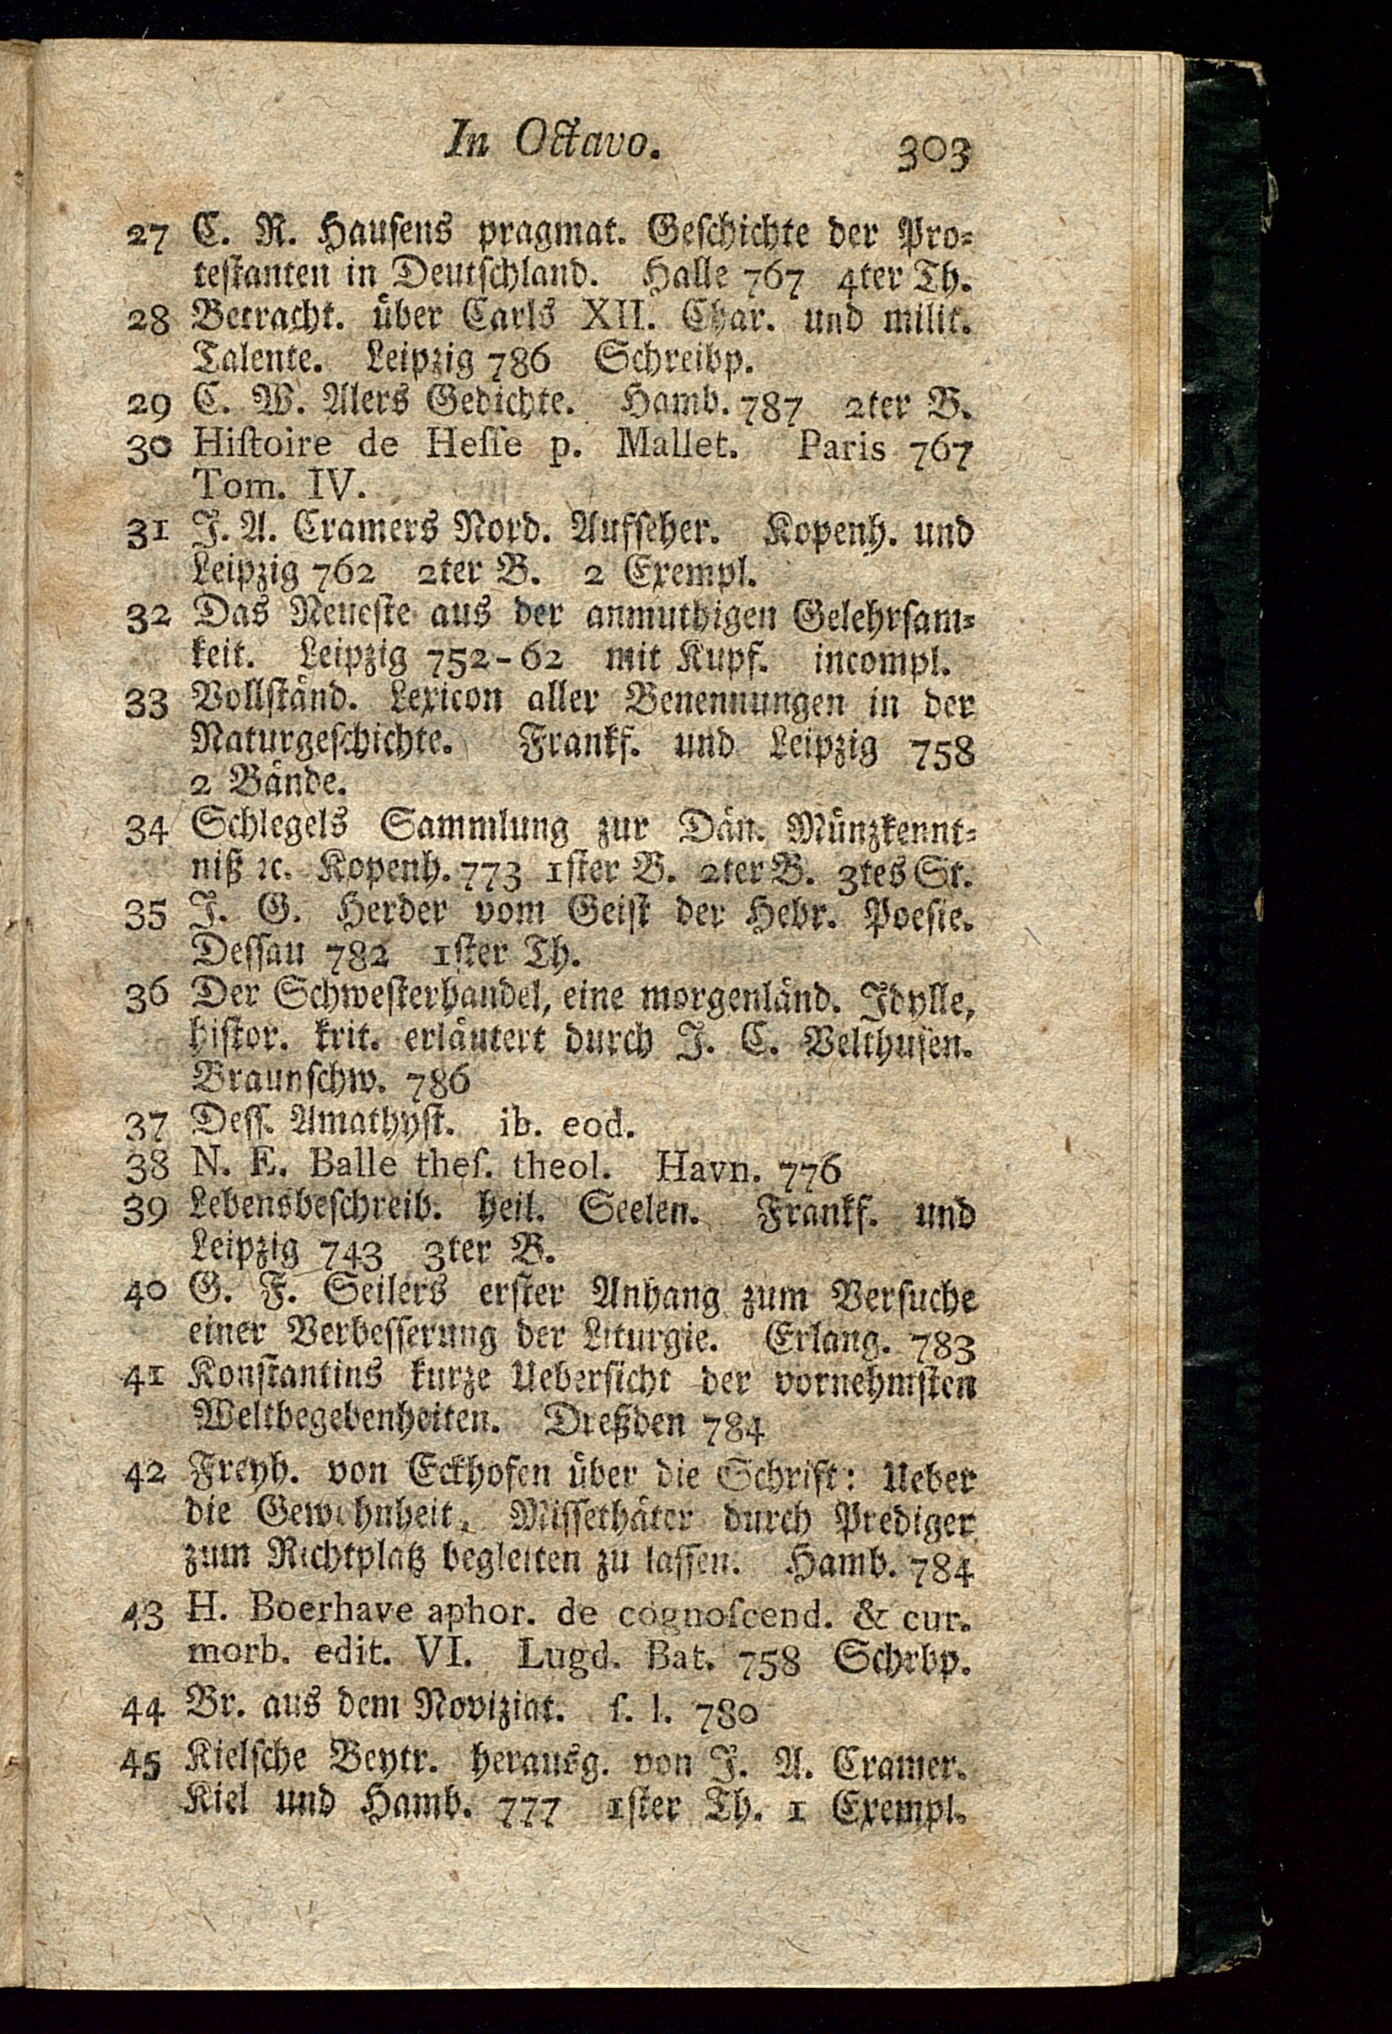 In Octavo. 303
27 C. R. Hausens pragmat. Geschichte der Pro-
testanten in Deutschland. Halle 767 4ter Th.
28 Betracht. über Carls XII. Char. und milit.
Talente. Leipzig 786 Schreibp.
29 C. W. Alers Gedichte. Hamb. 787 2ter B.
30 Hiſtoire de Heſſe p. Mallet. Paris 767
Tom. IV.
31 J. A. Cramers Nord. Aufseher. Kopenh. und
Leipzig 762 2ter B. 2 Exempl.
32 Das Neueste aus der anmuthigen Gelehrsam-
keit. Leipzig 752-62 mit Kupf. incompl.
33 Vollständ. Lexicon aller Benennungen in der
Naturgeschichte. Frankf. und Leipzig 758
2 Bände.
34 Schlegels Sammlung zur Dän. Münzkennt-
niß ꝛc. Kopenh. 773 1ster B. 2ter B. 3tes St.
35 J. G. Herder vom Geist der Hebr. Poesie.
Dessau 782 1ster Th.
36 Der Schwesterhandel, eine morgenländ. Idylle,
histor. krit. erläutert durch J. C. Velthusen.
Braunschw. 786
37 Dess. Amathyst. ib. eod.
38 N. E. Balle theſ. theol. Havn. 776
39 Lebensbeschreib. heil. Seelen. Frankf. und
Leipzig 743 3ter B.
40 G. F. Seilers erster Anhang zum Versuche
einer Verbesserung der Liturgie. Erlang. 783
41 Konstantins kurze Uebersicht der vornehmsten
Weltbegebenheiten. Dreßden 784
42 Freyh. von Eckhofen über die Schrift: Ueber
die Gewohnheit, Missethäter durch Prediger
zum Richtplatz begleiten zu lassen. Hamb. 784
43 H. Boerhave aphor. de cognoſcend. & cur.
morb. edit. VI. Lugd. Bat. 758 Schrbp.
44 Br. aus dem Noviziat. ſ. l. 780
45 Kielsche Beytr. herausg. von J. A. Cramer.
Kiel und Hamb. 777 1ster Th. 1 Exempl.